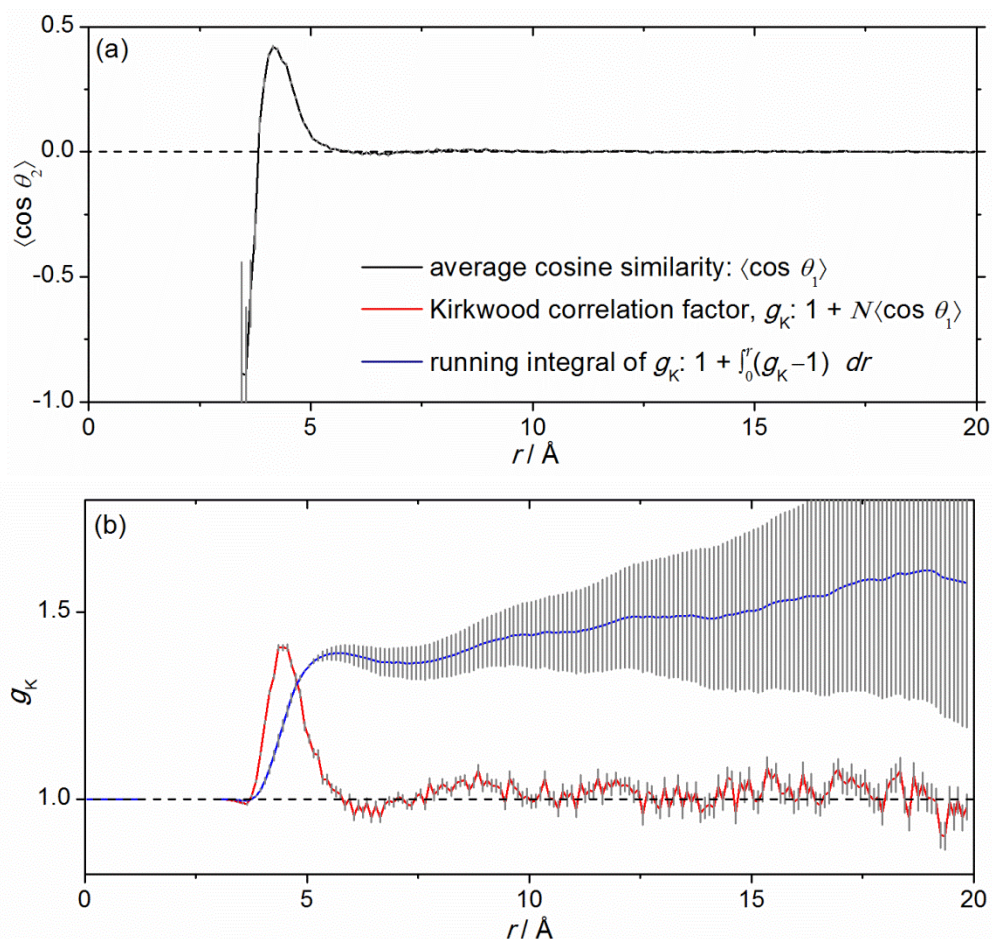 (a)
0.5
0.0
-0.5
-1.0
⟨cos θ₂⟩
average cosine similarity: ⟨cos θ₁⟩
Kirkwood correlation factor, gK: 1 + N⟨cos θ₁⟩
running integral of gK: 1 + ∫₀ʳ(gK−1) dr
0 5 10 15 20
r / Å
(b)
1.5
1.0
gK
0 5 10 15 20
r / Å